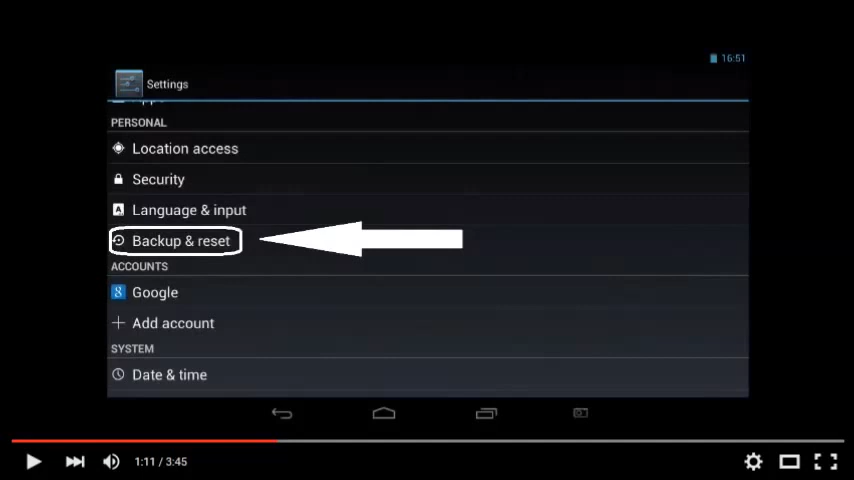 16:51
Settings
Apps
PERSONAL
Location access
Security
Language & input
Backup & reset
ACCOUNTS
Google
Add account
SYSTEM
Date & time
1:11 / 3:45